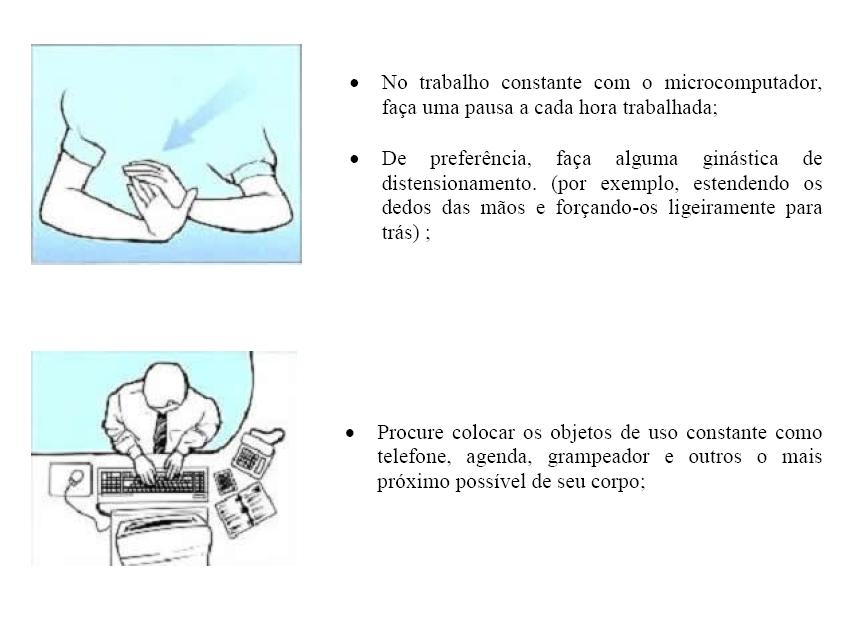 • No trabalho constante com o microcomputador,
faça uma pausa a cada hora trabalhada;
• De preferência, faça alguma ginástica de
distensionamento. (por exemplo, estendendo os
dedos das mãos e forçando-os ligeiramente para
trás) ;
• Procure colocar os objetos de uso constante como
telefone, agenda, grampeador e outros o mais
próximo possível de seu corpo;